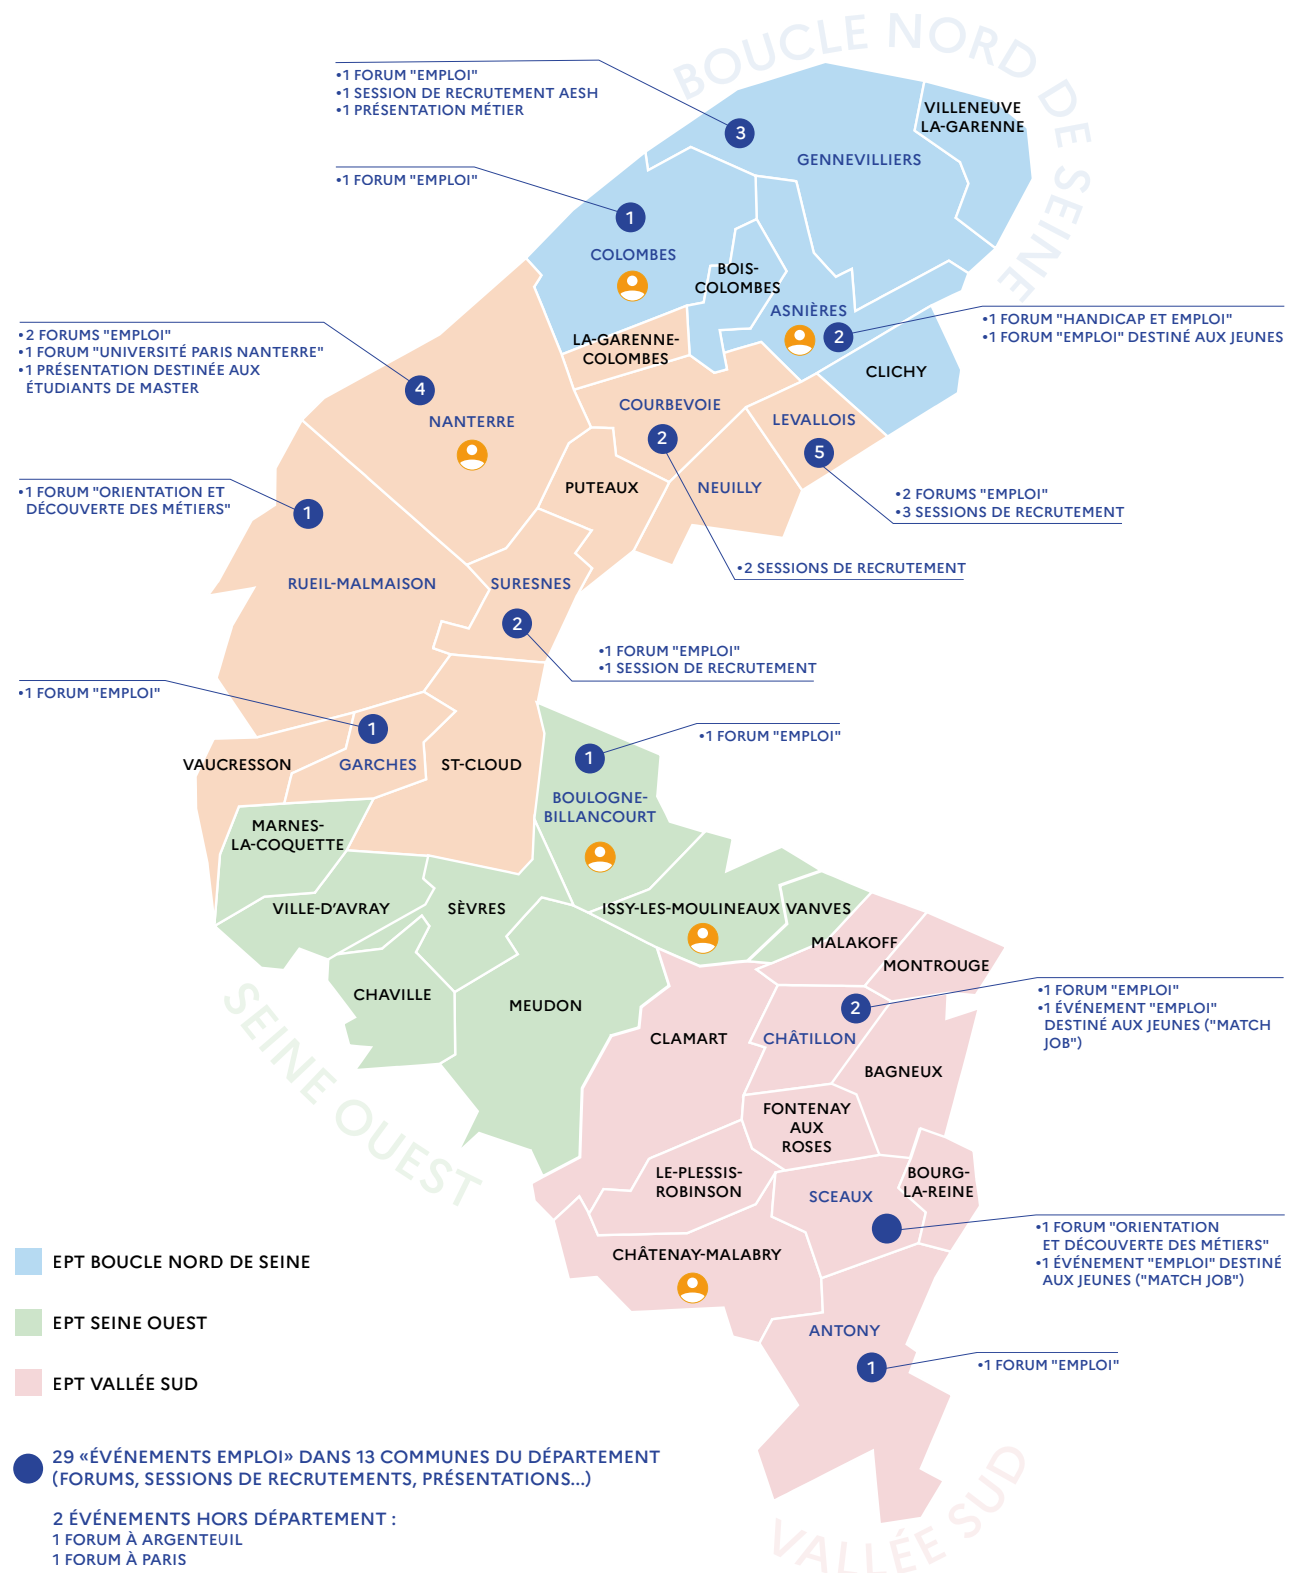 BOUCLE NORD DE SEINE
•1 FORUM "EMPLOI"
•1 SESSION DE RECRUTEMENT AESH
•1 PRÉSENTATION MÉTIER
3
VILLENEUVE
LA-GARENNE
GENNEVILLIERS
•1 FORUM "EMPLOI"
1
COLOMBES
BOIS-
COLOMBES
ASNIÈRES
2
•1 FORUM "HANDICAP ET EMPLOI"
•1 FORUM "EMPLOI" DESTINÉ AUX JEUNES
•2 FORUMS "EMPLOI"
•1 FORUM "UNIVERSITÉ PARIS NANTERRE"
•1 PRÉSENTATION DESTINÉE AUX
ÉTUDIANTS DE MASTER
LA-GARENNE-
COLOMBES
CLICHY
4
NANTERRE
COURBEVOIE
2
LEVALLOIS
5
PUTEAUX
NEUILLY
•2 FORUMS "EMPLOI"
•3 SESSIONS DE RECRUTEMENT
•1 FORUM "ORIENTATION ET
DÉCOUVERTE DES MÉTIERS"
1
•2 SESSIONS DE RECRUTEMENT
RUEIL-MALMAISON
SURESNES
2
•1 FORUM "EMPLOI"
•1 SESSION DE RECRUTEMENT
•1 FORUM "EMPLOI"
1
•1 FORUM "EMPLOI"
VAUCRESSON
GARCHES
ST-CLOUD
1
BOULOGNE-
BILLANCOURT
MARNES-
LA-COQUETTE
VILLE-D'AVRAY
SÈVRES
ISSY-LES-MOULINEAUX
VANVES
MALAKOFF
MONTROUGE
CHAVILLE
MEUDON
SEINE OUEST
CLAMART
2
CHÂTILLON
•1 FORUM "EMPLOI"
•1 ÉVÉNEMENT "EMPLOI"
DESTINÉ AUX JEUNES ("MATCH
JOB")
BAGNEUX
FONTENAY
AUX
ROSES
LE-PLESSIS-
ROBINSON
SCEAUX
BOURG-
LA-REINE
•1 FORUM "ORIENTATION
ET DÉCOUVERTE DES MÉTIERS"
•1 ÉVÉNEMENT "EMPLOI" DESTINÉ
AUX JEUNES ("MATCH JOB")
CHÂTENAY-MALABRY
ANTONY
1
•1 FORUM "EMPLOI"
VALLÉE SUD
EPT BOUCLE NORD DE SEINE
EPT SEINE OUEST
EPT VALLÉE SUD
29 «ÉVÉNEMENTS EMPLOI» DANS 13 COMMUNES DU DÉPARTEMENT
(FORUMS, SESSIONS DE RECRUTEMENTS, PRÉSENTATIONS...)
2 ÉVÉNEMENTS HORS DÉPARTEMENT :
1 FORUM À ARGENTEUIL
1 FORUM À PARIS